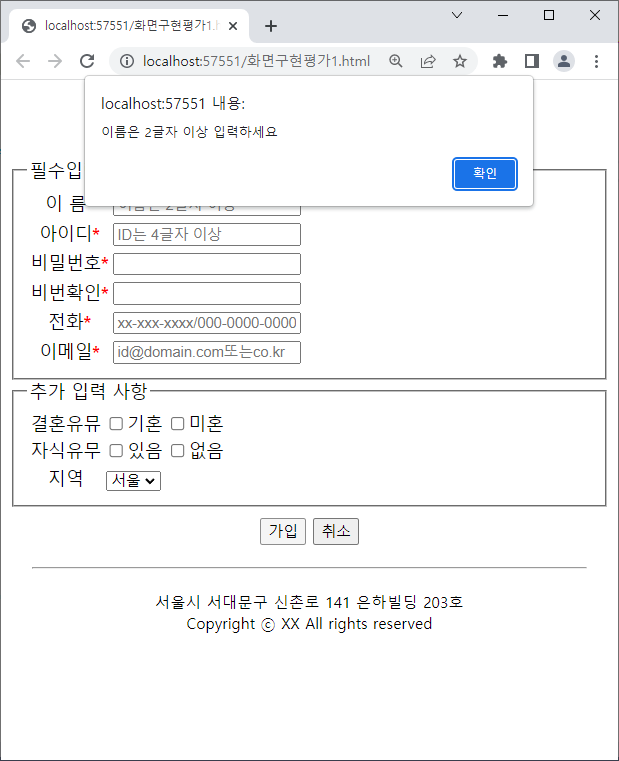 localhost:57551/화면구현평가1.h
localhost:57551/화면구현평가1.html
localhost:57551 내용:
이름은 2글자 이상 입력하세요
확인
필수입
이 름
아이디* ID는 4글자 이상
비밀번호*
비번확인*
전화* xx-xxx-xxxx/000-0000-0000
이메일* id@domain.com또는co.kr
추가 입력 사항
결혼유뮤 기혼 미혼
자식유무 있음 없음
지역 서울
가입 취소
서울시 서대문구 신촌로 141 은하빌딩 203호
Copyright ⓒ XX All rights reserved